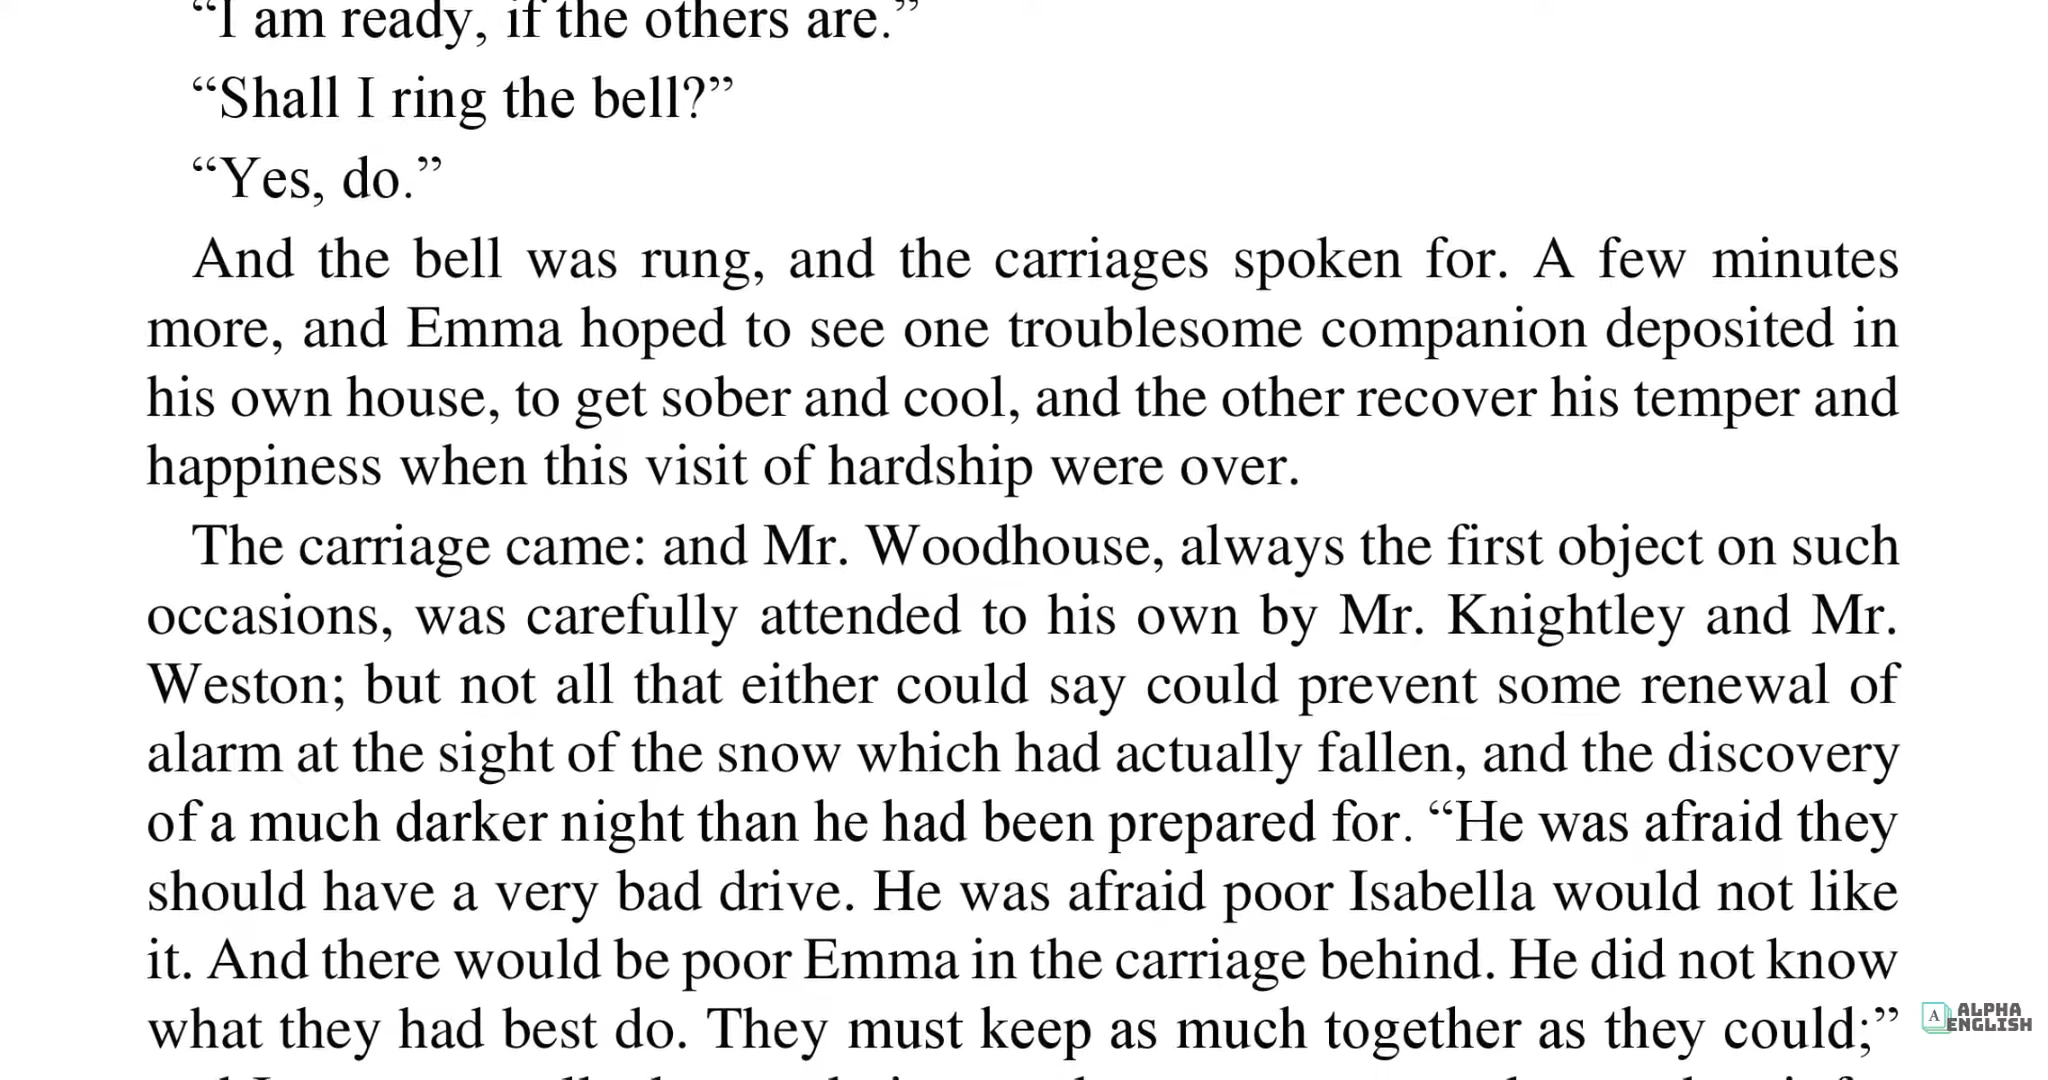 “I am ready, if the others are.”
“Shall I ring the bell?”
“Yes, do.”
And the bell was rung, and the carriages spoken for. A few minutes
more, and Emma hoped to see one troublesome companion deposited in
his own house, to get sober and cool, and the other recover his temper and
happiness when this visit of hardship were over.
The carriage came: and Mr. Woodhouse, always the first object on such
occasions, was carefully attended to his own by Mr. Knightley and Mr.
Weston; but not all that either could say could prevent some renewal of
alarm at the sight of the snow which had actually fallen, and the discovery
of a much darker night than he had been prepared for. “He was afraid they
should have a very bad drive. He was afraid poor Isabella would not like
it. And there would be poor Emma in the carriage behind. He did not know
what they had best do. They must keep as much together as they could;”
A ALPHA
ENGLISH